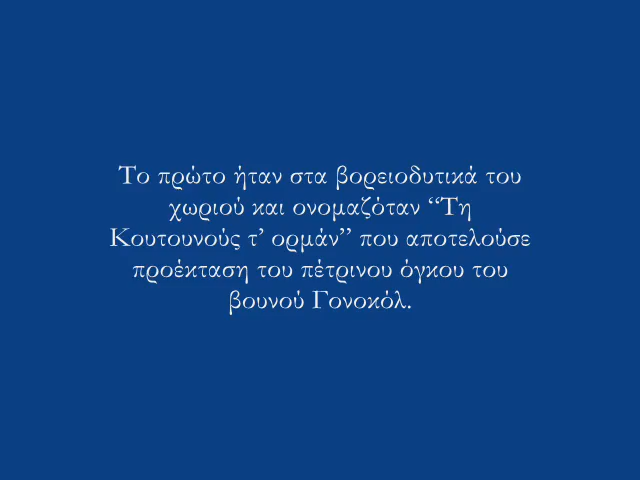 Το πρώτο ήταν στα βορειοδυτικά του
χωριού και ονομαζόταν “Τη
Κουτουνούς τ’ ορμάν” που αποτελούσε
προέκταση του πέτρινου όγκου του
βουνού Γονοκόλ.